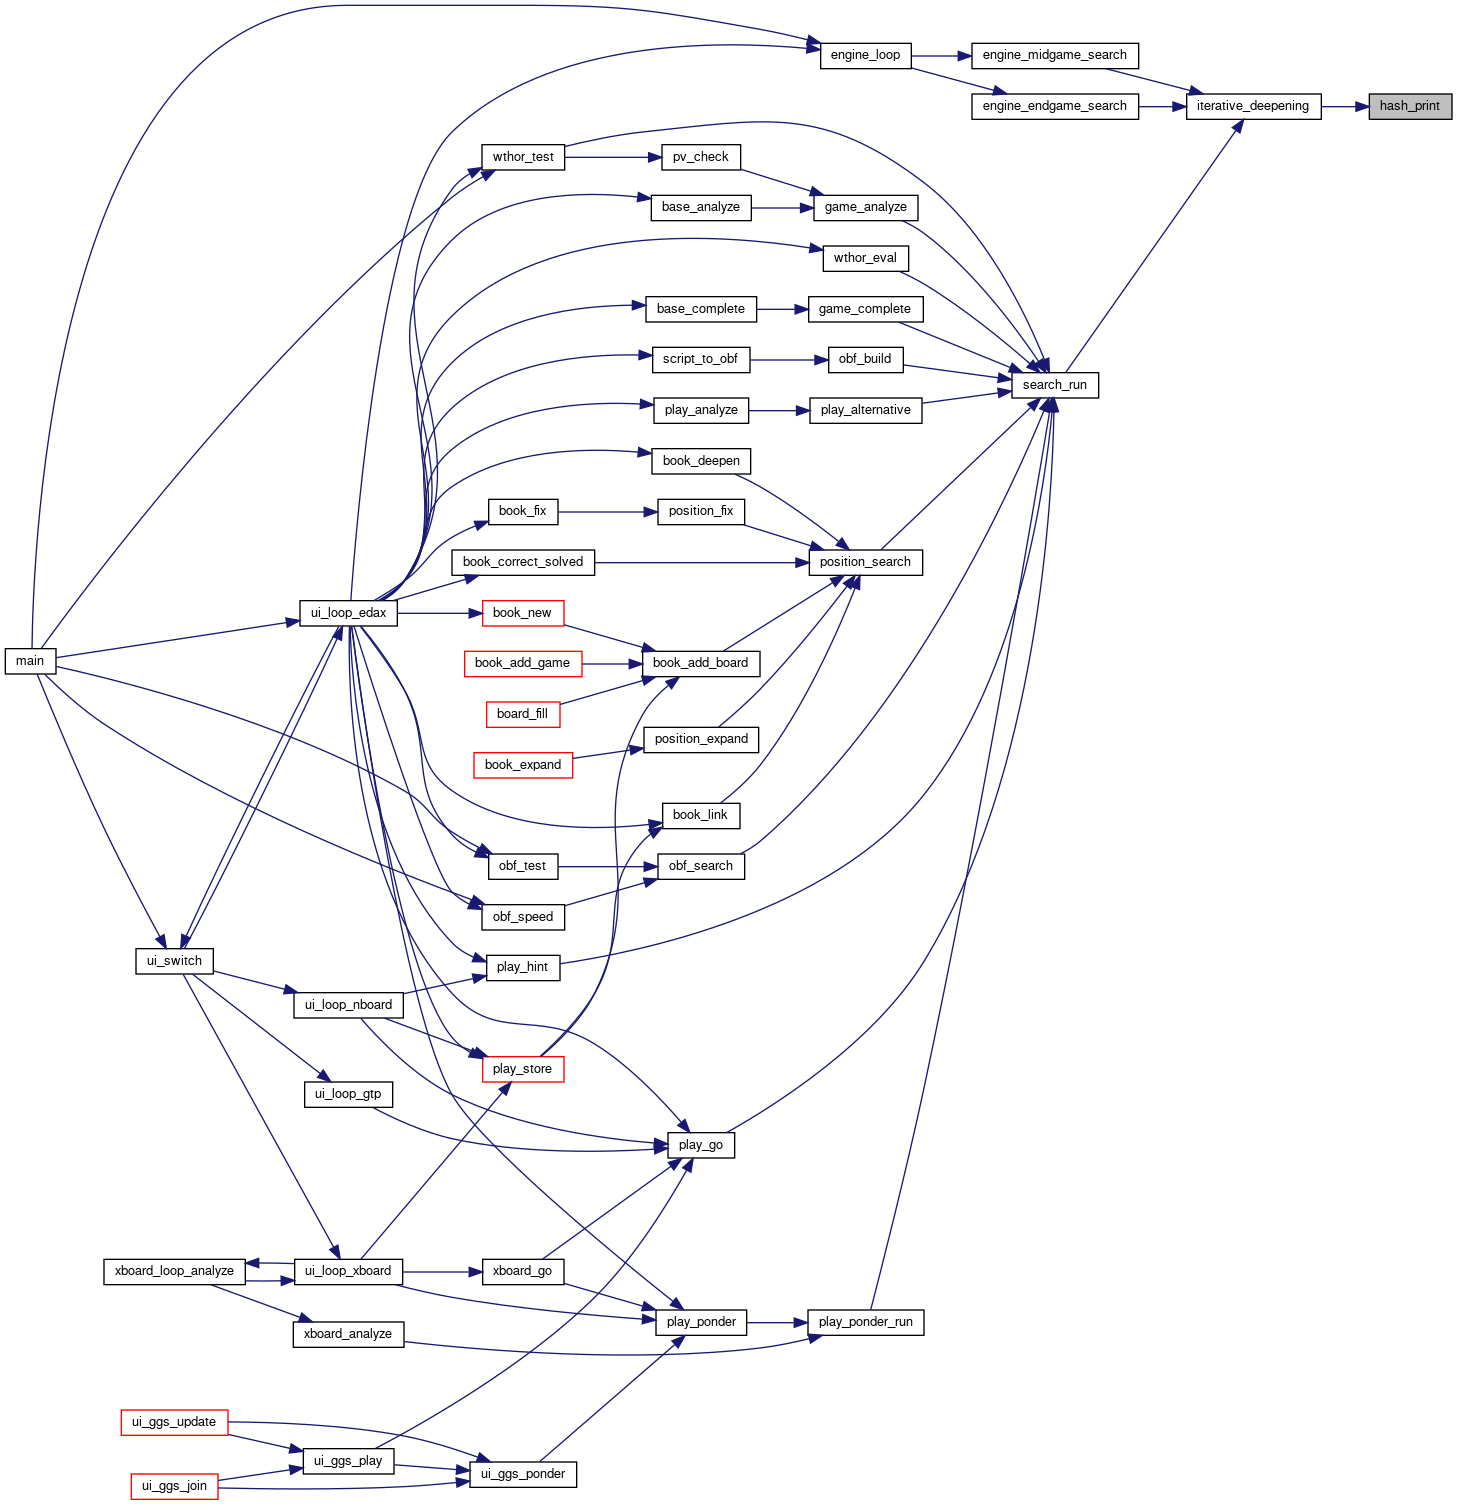 engine_loop
engine_midgame_search
engine_endgame_search
iterative_deepening
hash_print
wthor_test
pv_check
base_analyze
game_analyze
wthor_eval
base_complete
game_complete
script_to_obf
obf_build
search_run
play_analyze
play_alternative
book_deepen
book_fix
position_fix
book_correct_solved
position_search
ui_loop_edax
book_new
main
book_add_game
book_add_board
board_fill
position_expand
book_expand
book_link
obf_test
obf_search
obf_speed
ui_switch
play_hint
ui_loop_nboard
play_store
ui_loop_gtp
play_go
xboard_loop_analyze
ui_loop_xboard
xboard_go
xboard_analyze
play_ponder
play_ponder_run
ui_ggs_update
ui_ggs_play
ui_ggs_ponder
ui_ggs_join